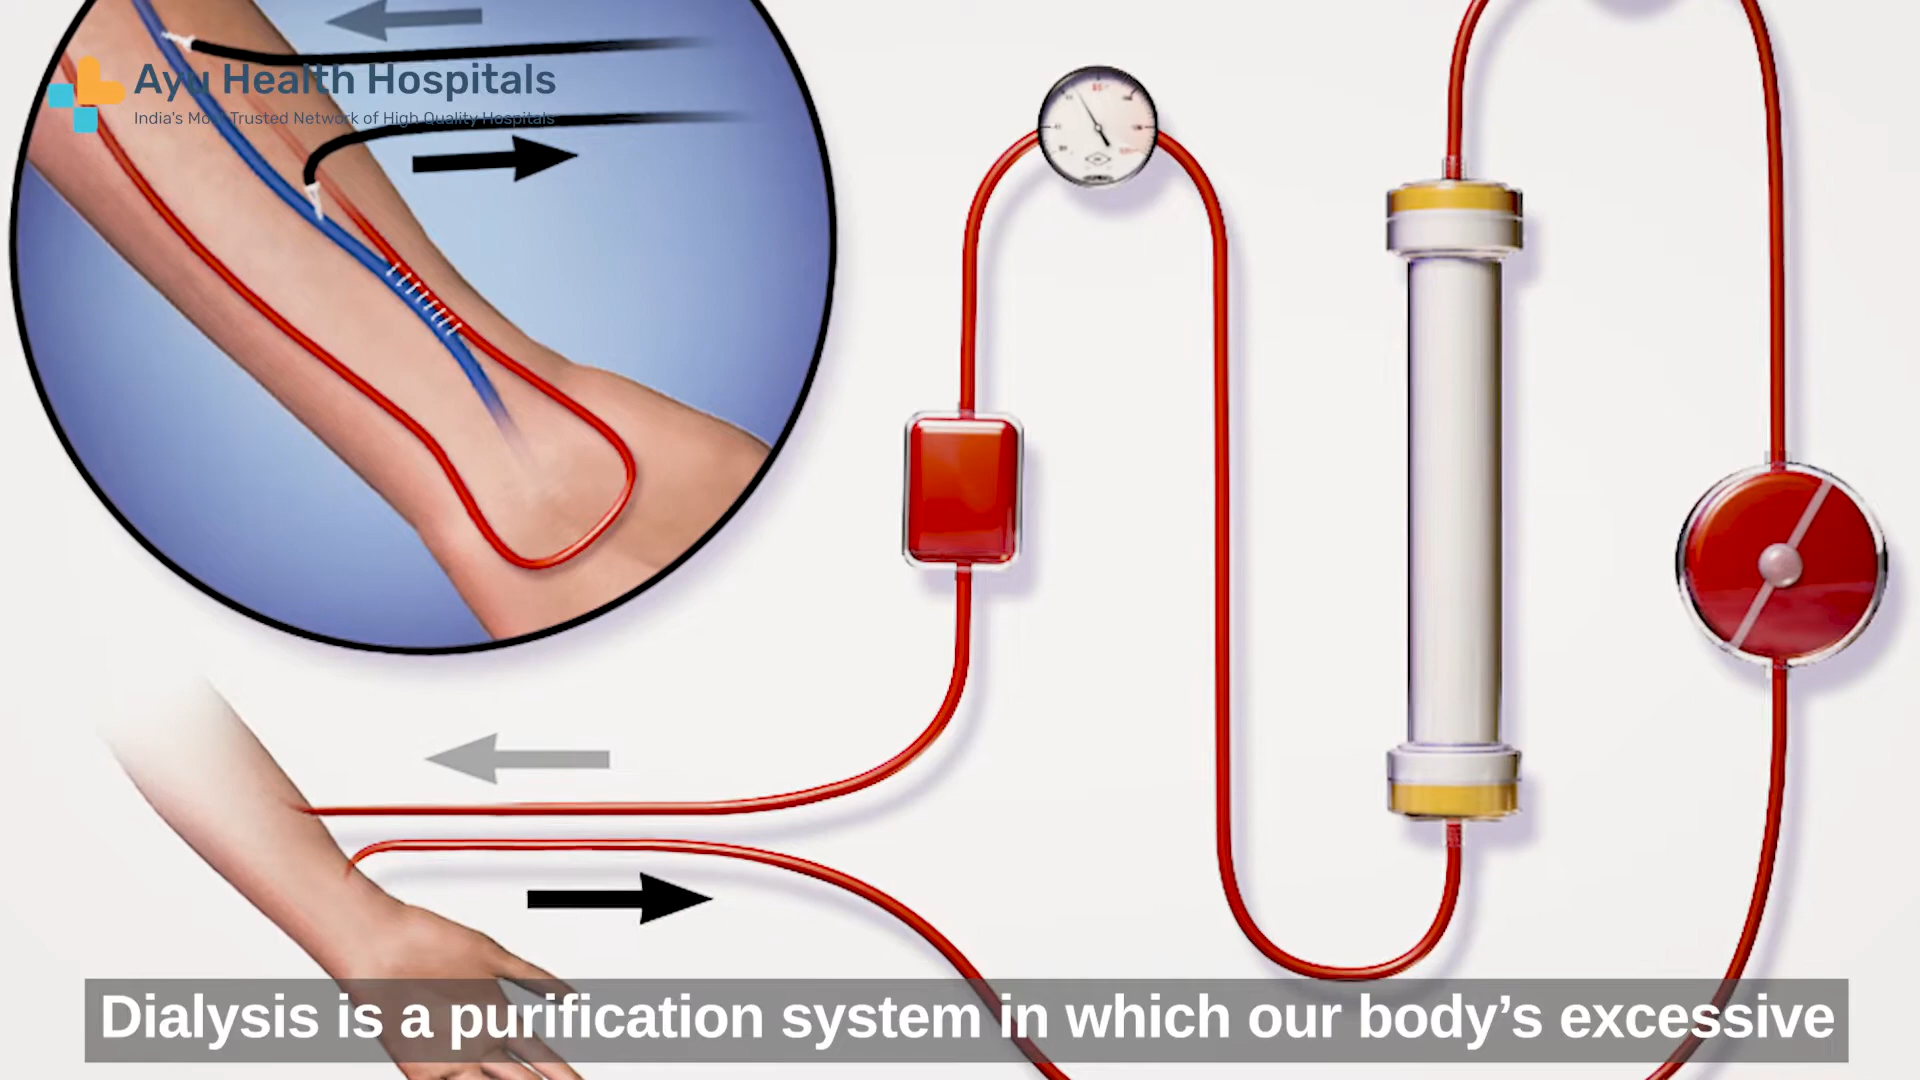 Ayu Health Hospitals
India's Most Trusted Network of High Quality Hospitals
Dialysis is a purification system in which our body’s excessive